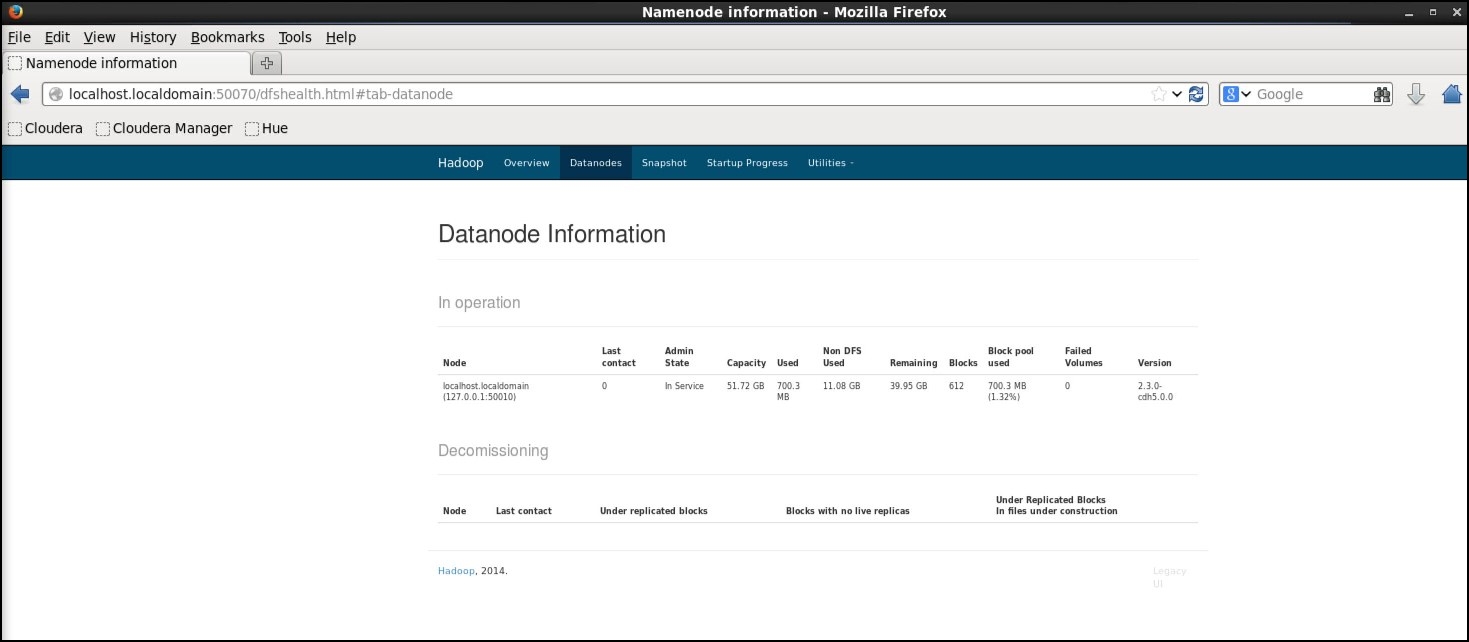 Namenode information - Mozilla Firefox
File Edit View History Bookmarks Tools Help
Namenode information
localhost.localdomain:50070/dfshealth.html#tab-datanode
Google
Cloudera Cloudera Manager Hue
Hadoop Overview Datanodes Snapshot Startup Progress Utilities
Datanode Information
In operation
Node Last contact Admin State Capacity Used Non DFS Used Remaining Blocks Block pool used Failed Volumes Version
localhost.localdomain (127.0.0.1:50010) 0 In Service 51.72 GB 700.3 MB 11.08 GB 39.95 GB 612 700.3 MB (1.32%) 0 2.3.0-cdh5.0.0
Decomissioning
Node Last contact Under replicated blocks Blocks with no live replicas Under Replicated Blocks In files under construction
Hadoop, 2014.
Legacy UI